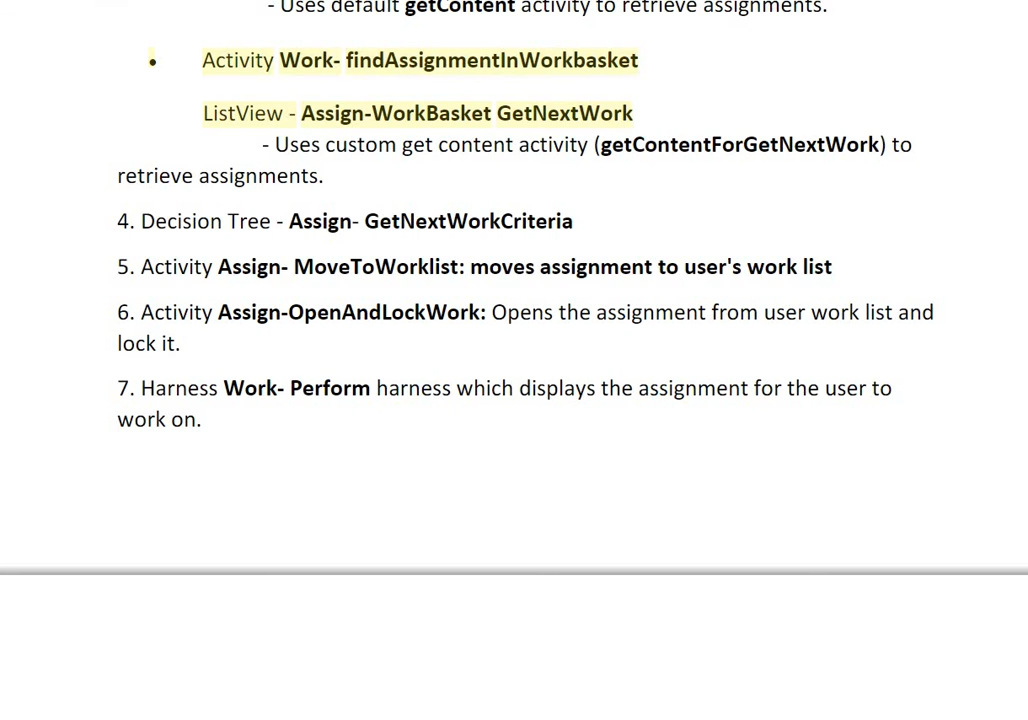 - Uses default getContent activity to retrieve assignments.
• Activity Work- findAssignmentInWorkbasket
ListView - Assign-WorkBasket GetNextWork
- Uses custom get content activity (getContentForGetNextWork) to
retrieve assignments.
4. Decision Tree - Assign- GetNextWorkCriteria
5. Activity Assign- MoveToWorklist: moves assignment to user's work list
6. Activity Assign-OpenAndLockWork: Opens the assignment from user work list and
lock it.
7. Harness Work- Perform harness which displays the assignment for the user to
work on.